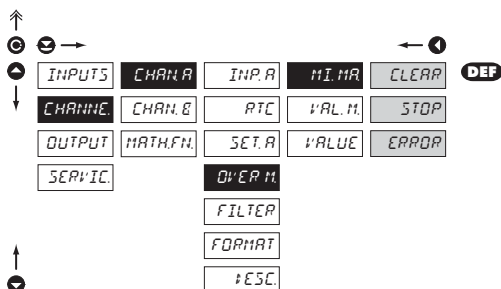 INPUTS CHAN. A INP. A MI. MA. CLEAR DEF
CHANNE. CHAN. B RTC VAL. M. STOP
OUTPUT MATH.FN. SET. A VALUE ERROR
SERVIC. OVER M.
FILTER
FORMAT
DESC.